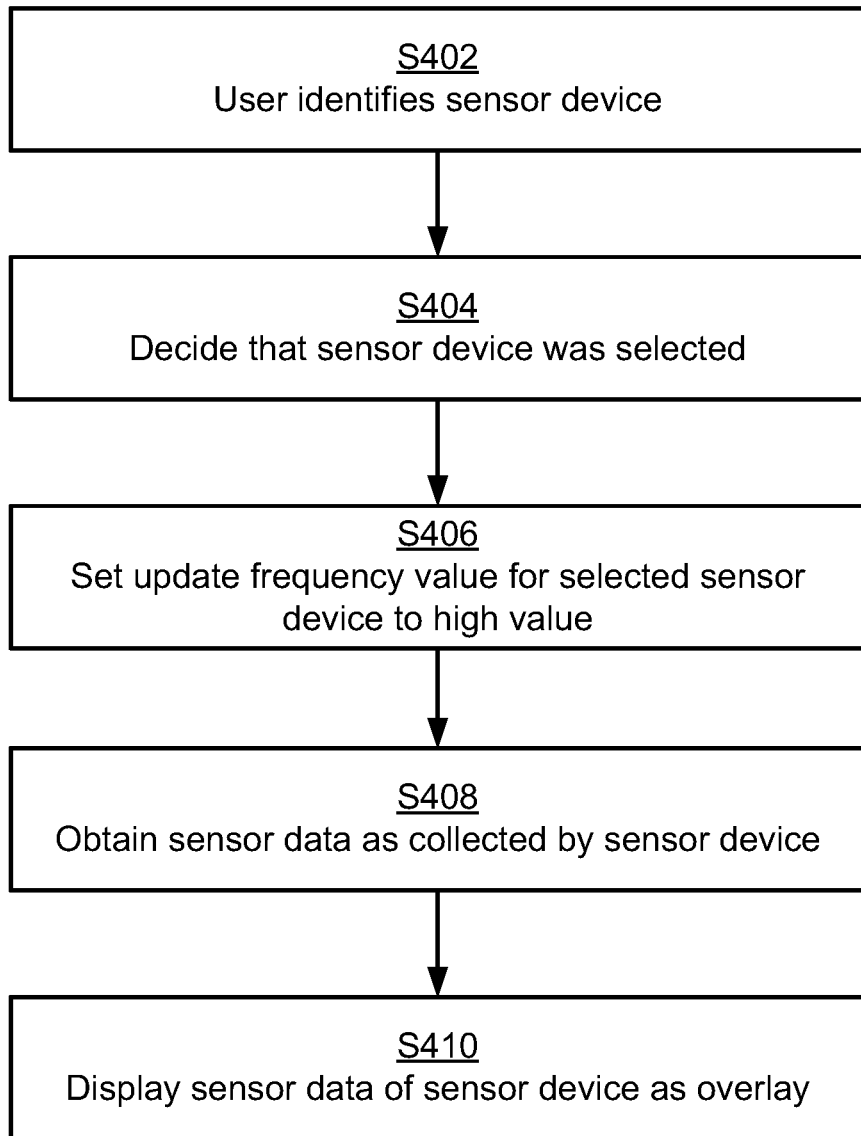 S402
User identifies sensor device
S404
Decide that sensor device was selected
S406
Set update frequency value for selected sensor
device to high value
S408
Obtain sensor data as collected by sensor device
S410
Display sensor data of sensor device as overlay